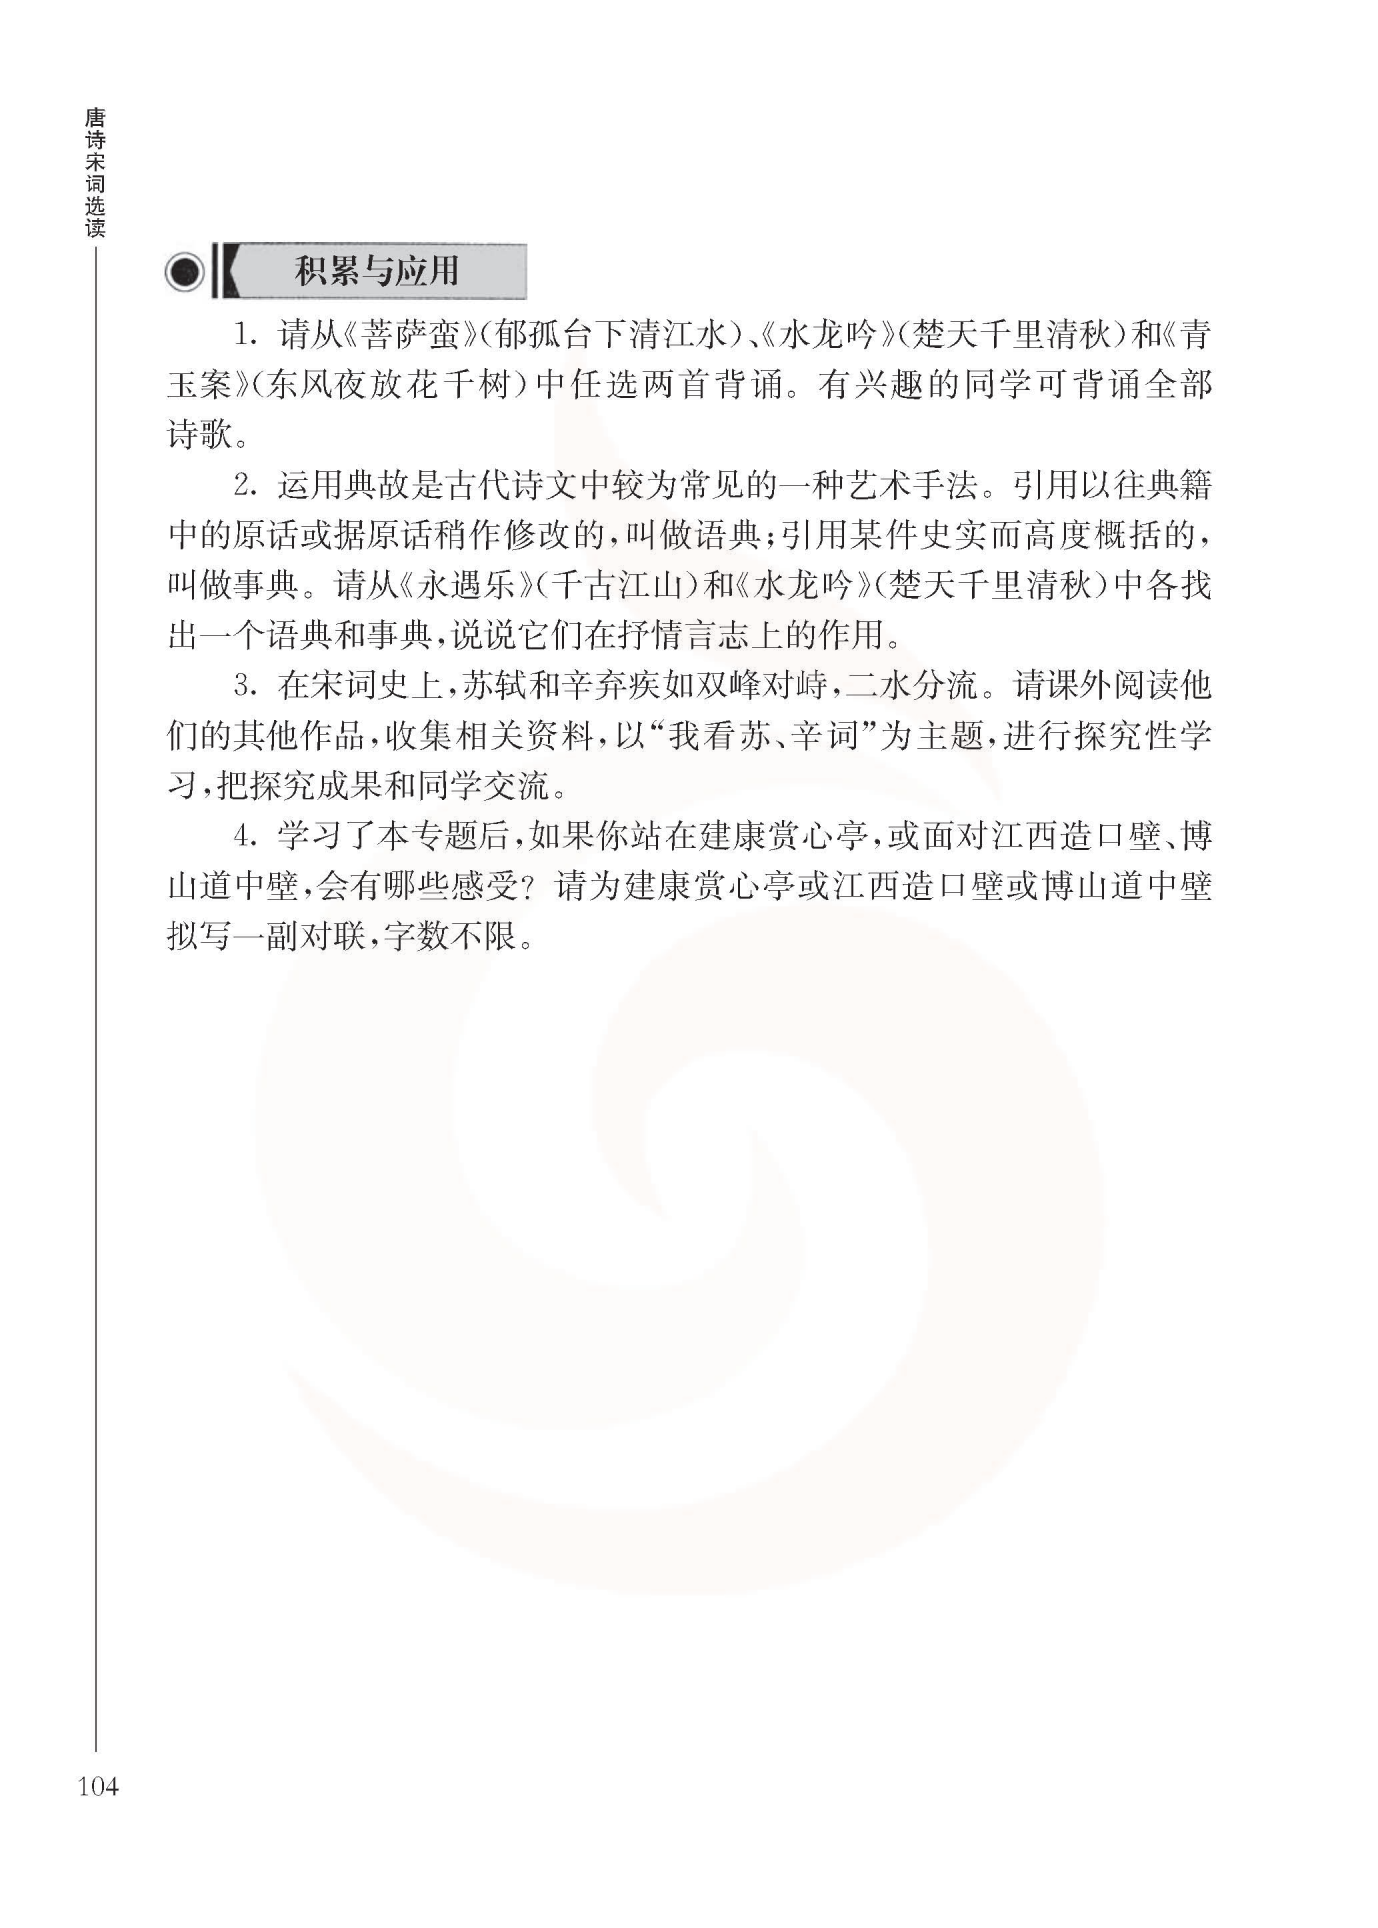 唐诗宋词选读
积累与应用
1. 请从《菩萨蛮》(郁孤台下清江水)、《水龙吟》(楚天千里清秋)和《青
玉案》(东风夜放花千树)中任选两首背诵。有兴趣的同学可背诵全部
诗歌。
2. 运用典故是古代诗文中较为常见的一种艺术手法。引用以往典籍
中的原话或据原话稍作修改的,叫做语典;引用某件史实而高度概括的,
叫做事典。请从《永遇乐》(千古江山)和《水龙吟》(楚天千里清秋)中各找
出一个语典和事典,说说它们在抒情言志上的作用。
3. 在宋词史上,苏轼和辛弃疾如双峰对峙,二水分流。请课外阅读他
们的其他作品,收集相关资料,以“我看苏、辛词”为主题,进行探究性学
习,把探究成果和同学交流。
4. 学习了本专题后,如果你站在建康赏心亭,或面对江西造口壁、博
山道中壁,会有哪些感受? 请为建康赏心亭或江西造口壁或博山道中壁
拟写一副对联,字数不限。
104